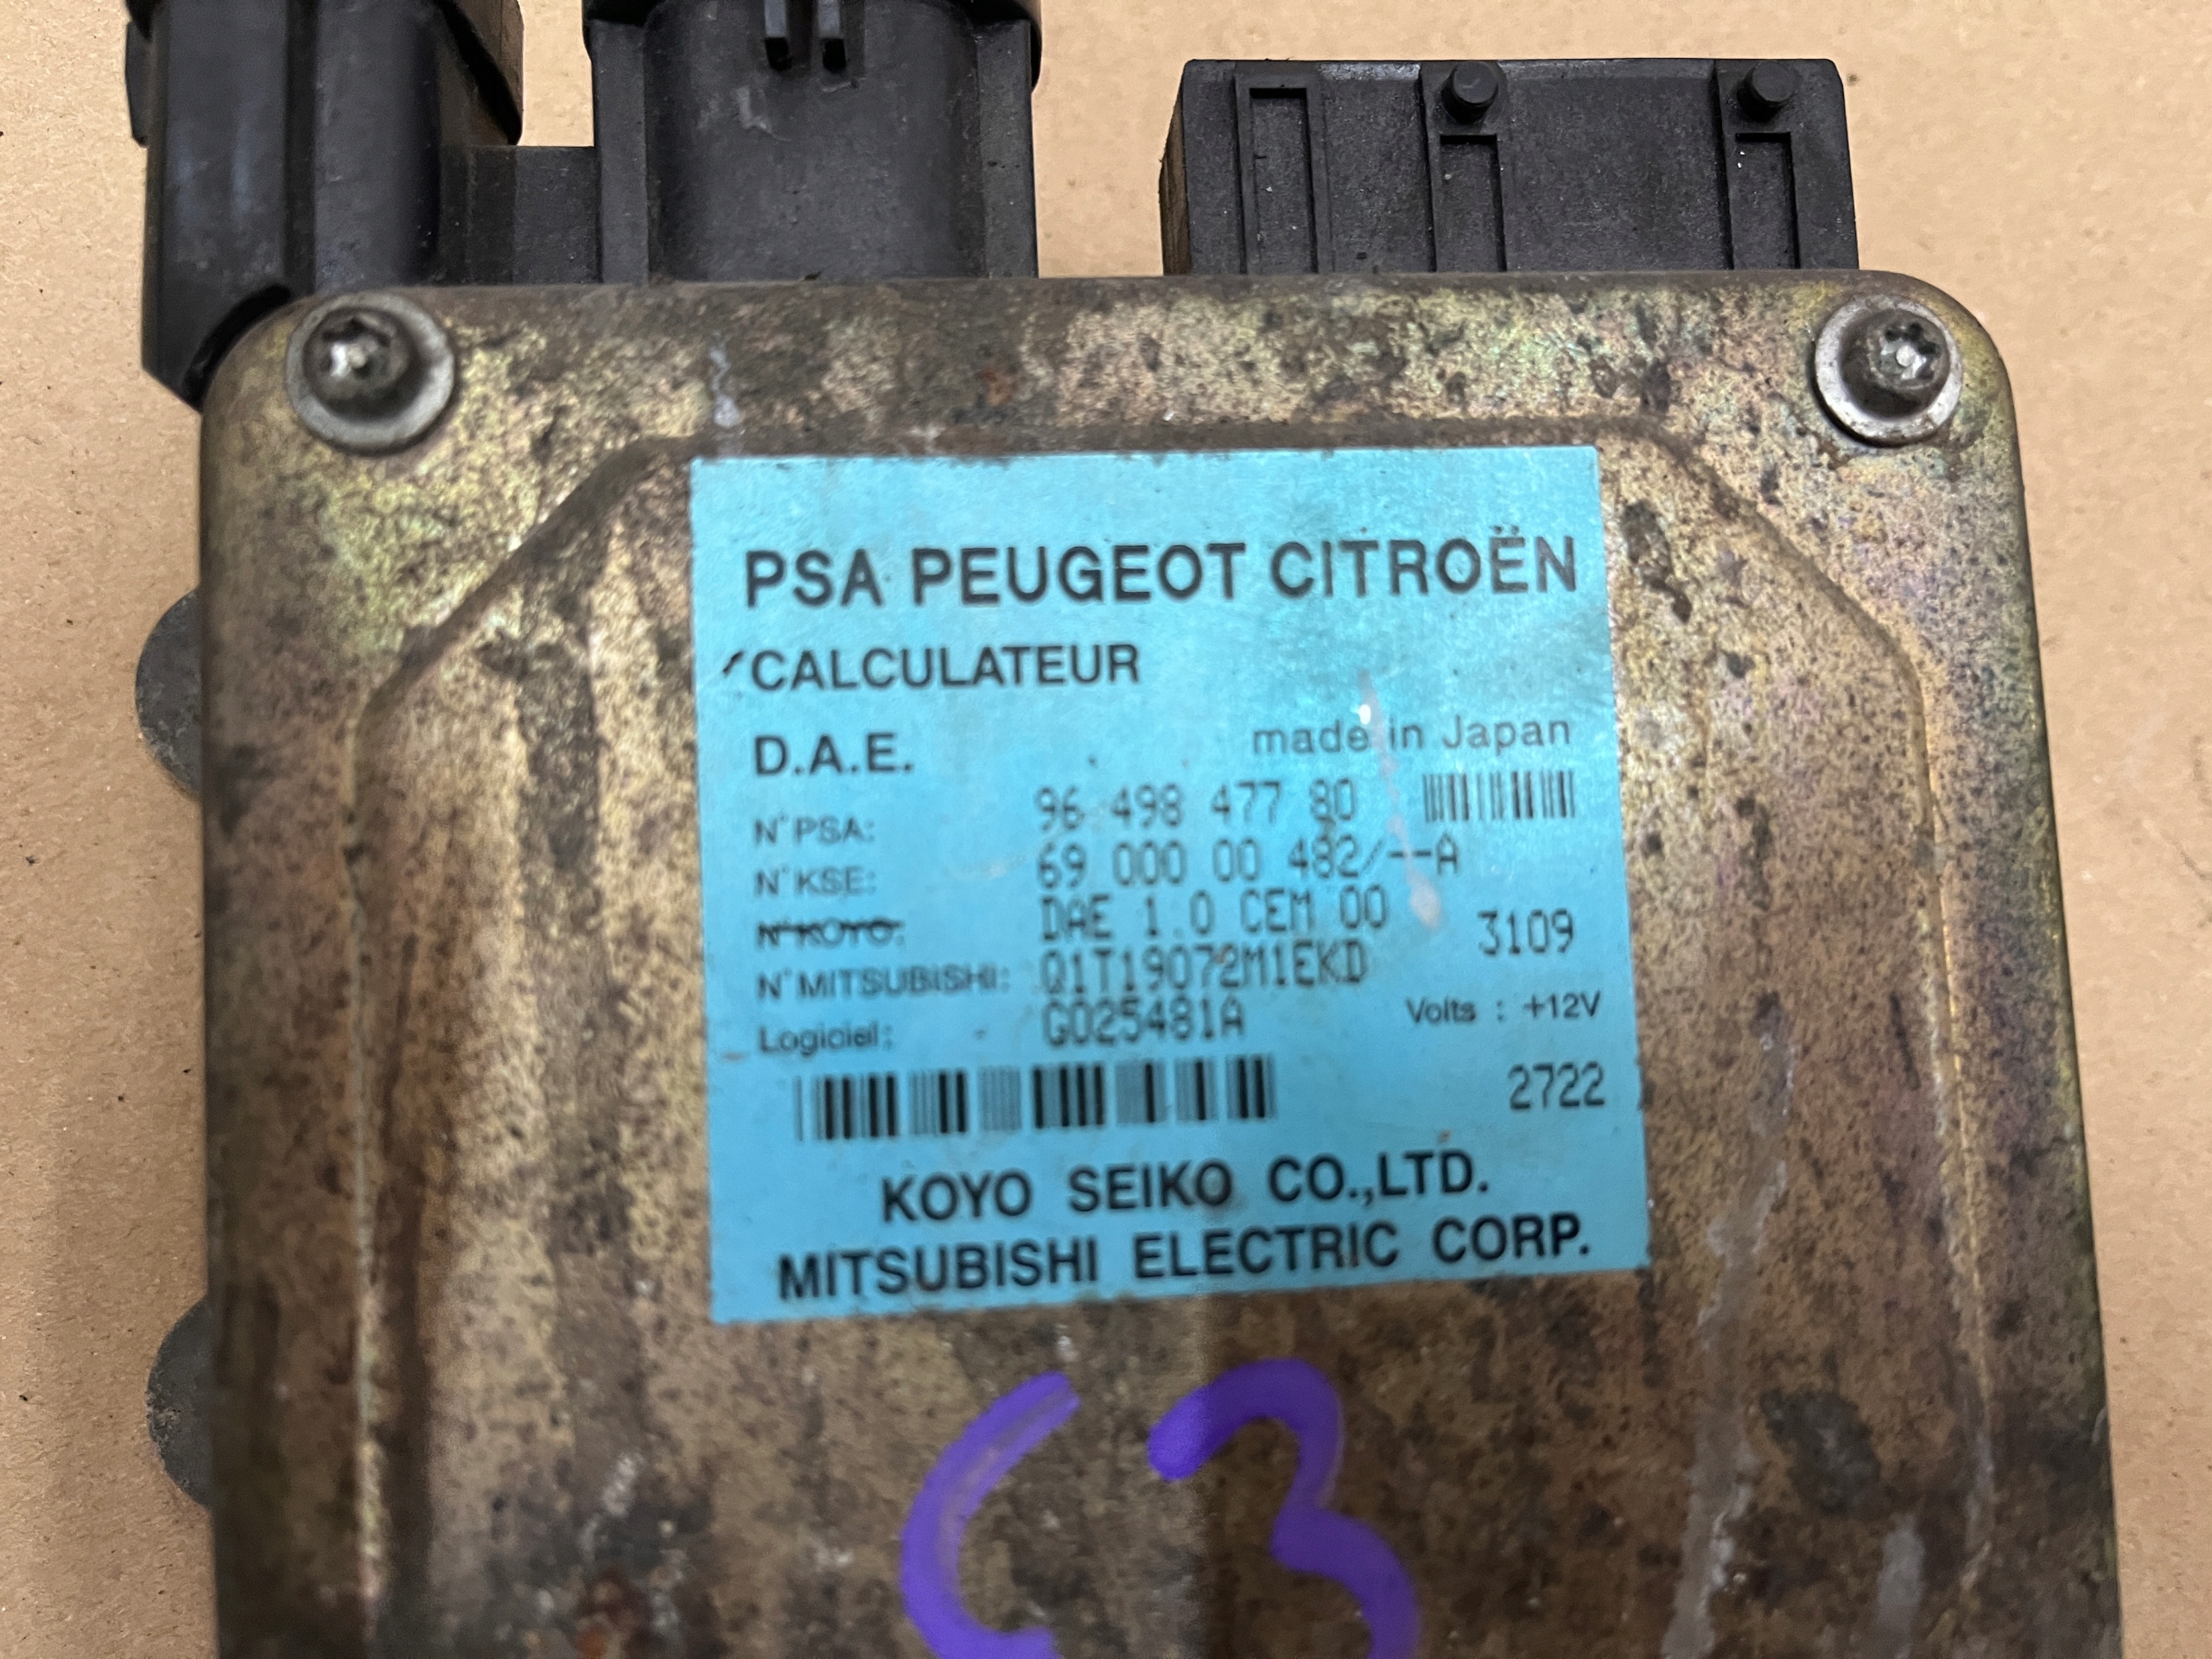 PSA PEUGEOT CITROËN
CALCULATEUR
D.A.E.
made in Japan
N° PSA: 96 498 477 80
N° KSE: 69 000 00 482/--A
N° KOYO: DAE 1.0 CEM 00 3109
N° MITSUBISHI: Q1T19072M1EKD
Logiciel: G025481A Volts : +12V
2722
KOYO SEIKO CO.,LTD.
MITSUBISHI ELECTRIC CORP.
C3